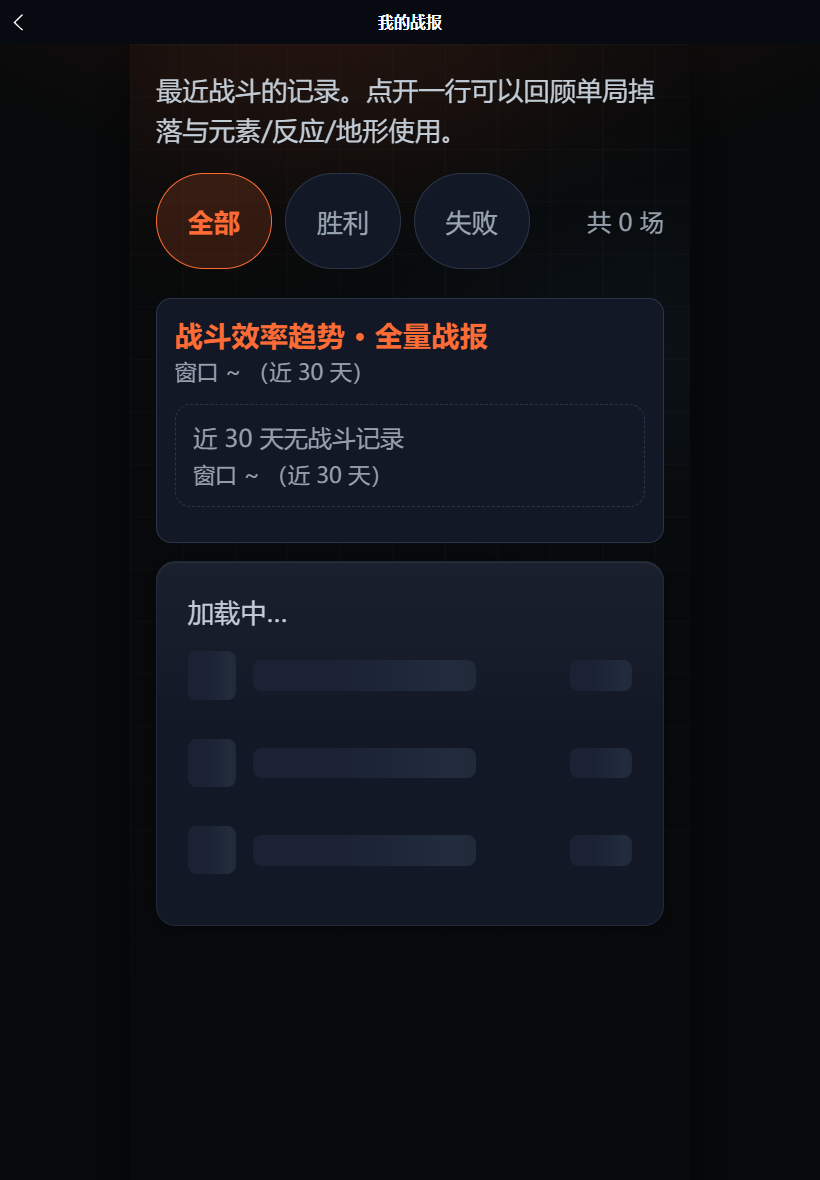 我的战报
最近战斗的记录。点开一行可以回顾单局掉
落与元素/反应/地形使用。
全部 胜利 失败 共 0 场
战斗效率趋势·全量战报
窗口 ~ （近 30 天）
近 30 天无战斗记录
窗口 ~ （近 30 天）
加载中...